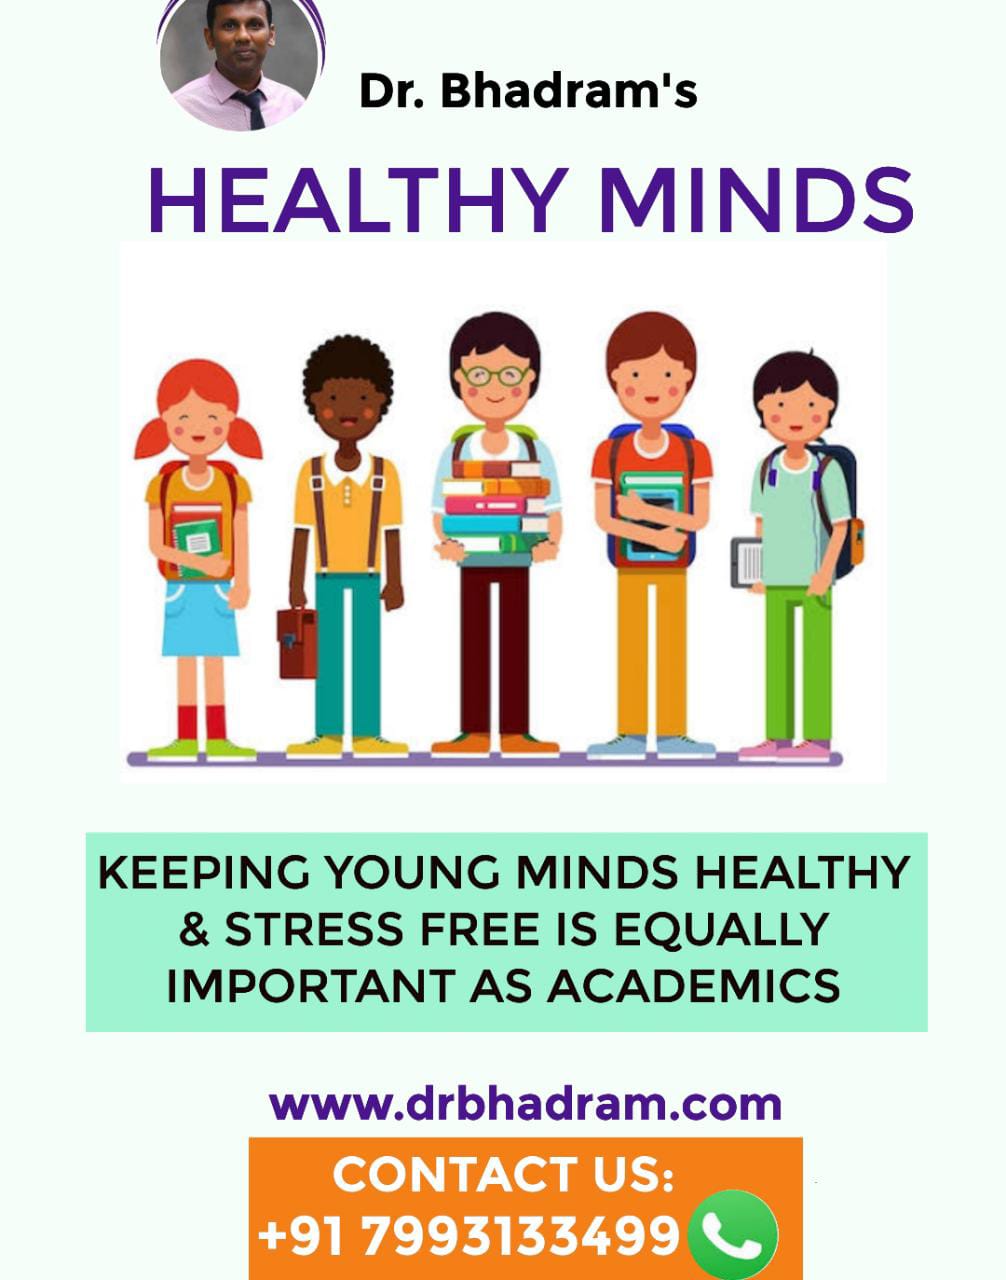 Dr. Bhadram's
HEALTHY MINDS
KEEPING YOUNG MINDS HEALTHY
& STRESS FREE IS EQUALLY
IMPORTANT AS ACADEMICS
www.drbhadram.com
CONTACT US:
+91 7993133499